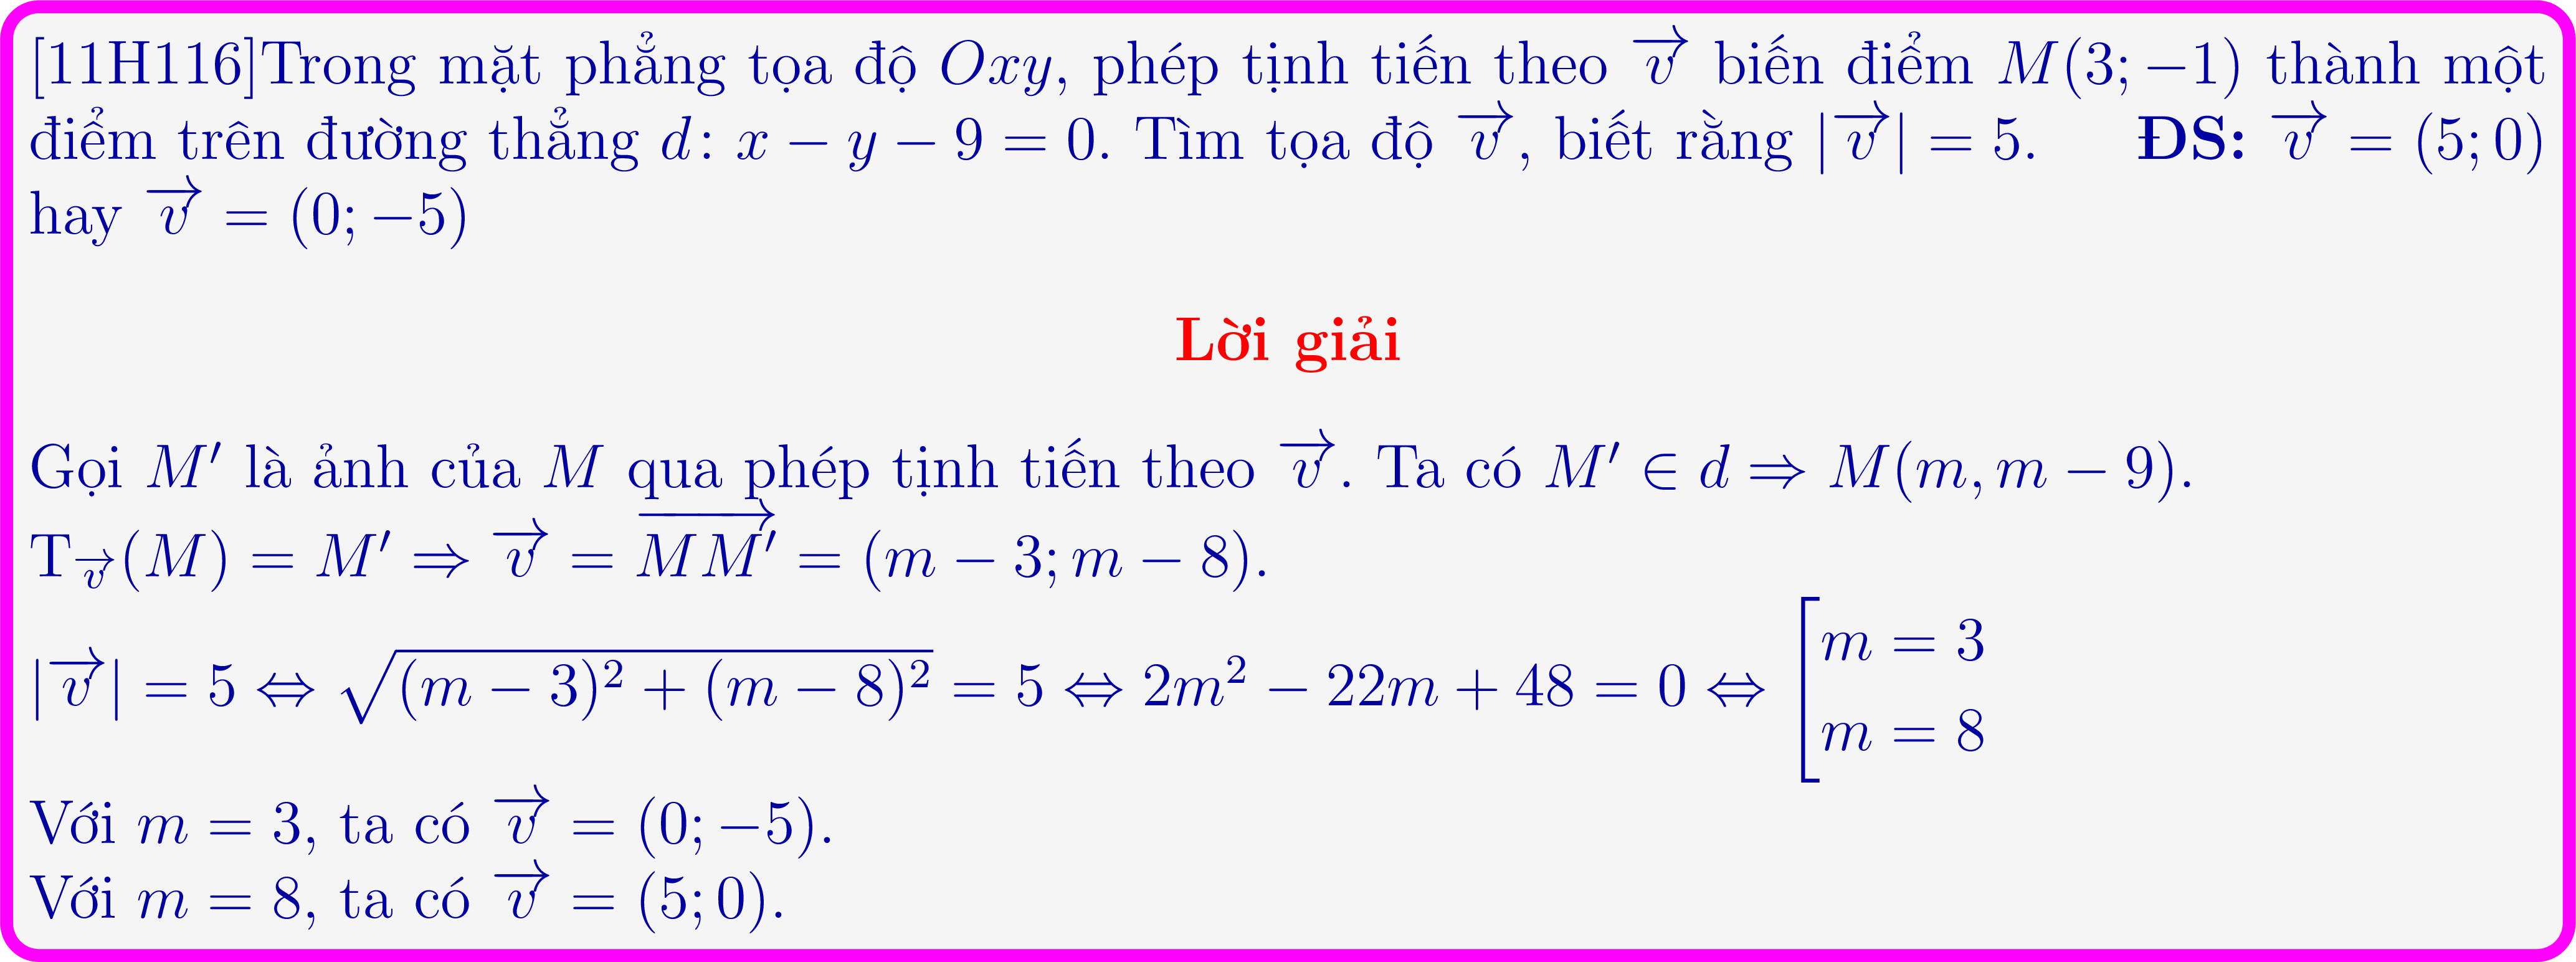 [11H116]Trong mặt phẳng tọa độ $Oxy$, phép tịnh tiến theo $\overrightarrow{v}$ biến điểm $M(3; -1)$ thành một
điểm trên đường thẳng $d\colon x - y - 9 = 0$. Tìm tọa độ $\overrightarrow{v}$, biết rằng $|\overrightarrow{v}| = 5$. ĐS: $\overrightarrow{v} = (5; 0)$
hay $\overrightarrow{v} = (0; -5)$
Lời giải
Gọi $M'$ là ảnh của $M$ qua phép tịnh tiến theo $\overrightarrow{v}$. Ta có $M' \in d \Rightarrow M(m, m - 9)$.
$\mathrm{T}_{\overrightarrow{v}}(M) = M' \Rightarrow \overrightarrow{v} = \overrightarrow{MM'} = (m - 3; m - 8)$.
$|\overrightarrow{v}| = 5 \Leftrightarrow \sqrt{(m - 3)^2 + (m - 8)^2} = 5 \Leftrightarrow 2m^2 - 22m + 48 = 0 \Leftrightarrow \left[\begin{array}{l} m = 3 \\ m = 8 \end{array}\right.$
Với $m = 3$, ta có $\overrightarrow{v} = (0; -5)$.
Với $m = 8$, ta có $\overrightarrow{v} = (5; 0)$.